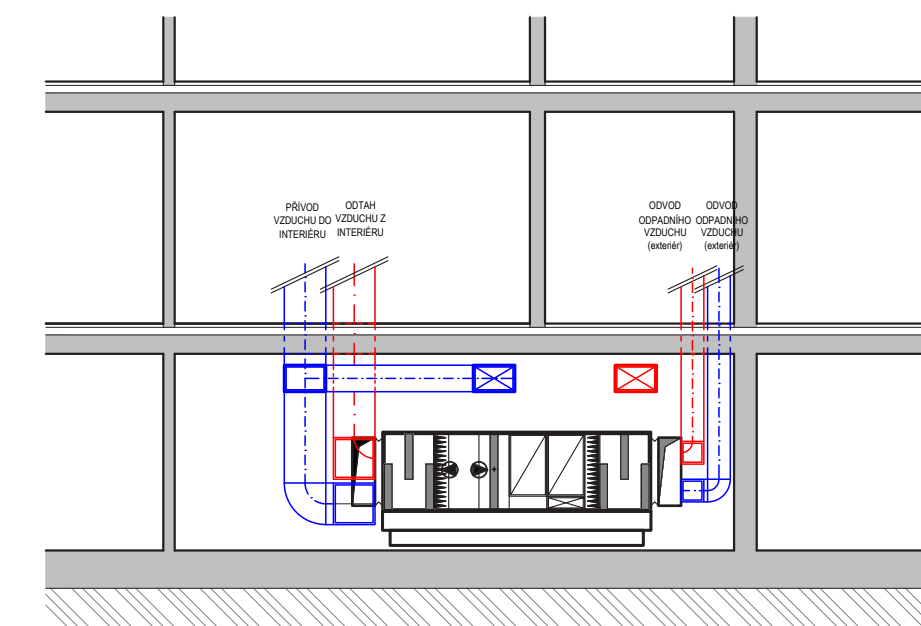 PŘÍVOD
VZDUCHU DO
INTERIÉRU
ODTAH
VZDUCHU Z
INTERIÉRU
ODVOD
ODPADNÍHO
VZDUCHU
(exteriér)
ODVOD
ODPADNÍHO
VZDUCHU
(exteriér)